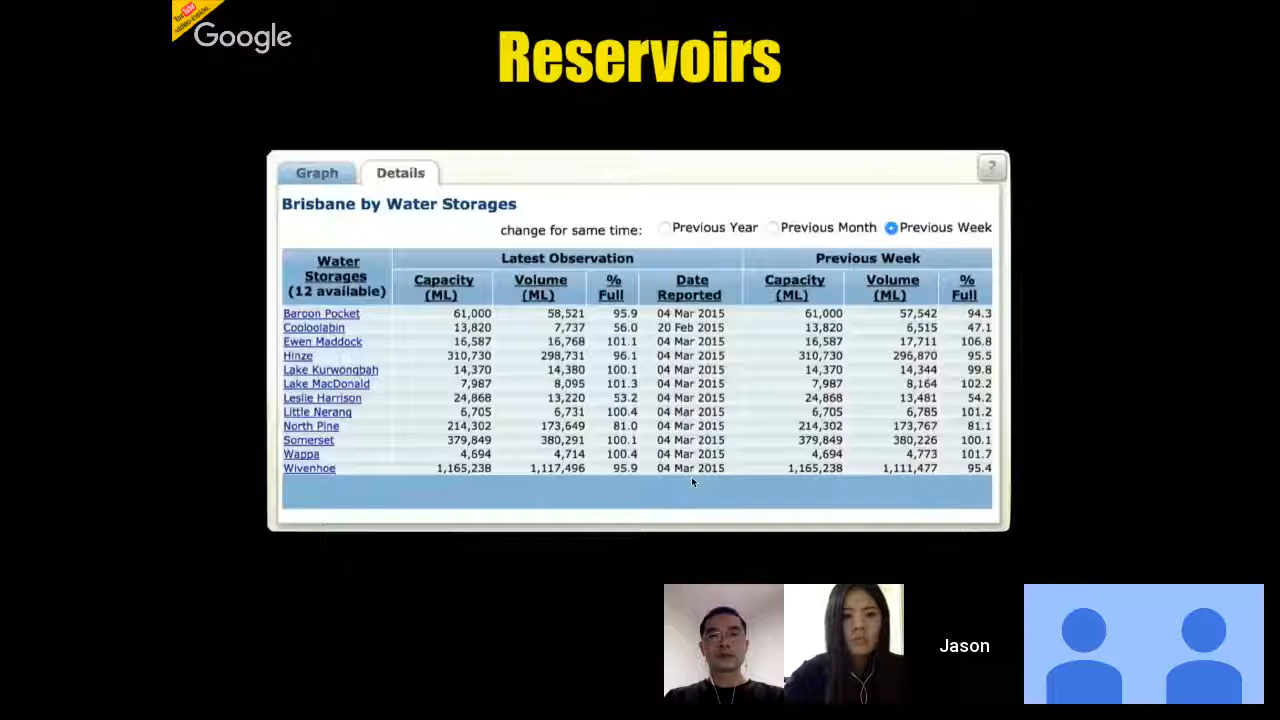 YouTube
video-inside.
Google
Reservoirs
Graph Details ?
Brisbane by Water Storages
change for same time: Previous Year Previous Month Previous Week
Water Storages (12 available) Latest Observation Previous Week
Capacity (ML) Volume (ML) % Full Date Reported Capacity (ML) Volume (ML) % Full
Baroon Pocket 61,000 58,521 95.9 04 Mar 2015 61,000 57,542 94.3
Cooloolabin 13,820 7,737 56.0 20 Feb 2015 13,820 6,515 47.1
Ewen Maddock 16,587 16,768 101.1 04 Mar 2015 16,587 17,711 106.8
Hinze 310,730 298,731 96.1 04 Mar 2015 310,730 296,870 95.5
Lake Kurwongbah 14,370 14,380 100.1 04 Mar 2015 14,370 14,344 99.8
Lake MacDonald 7,987 8,095 101.3 04 Mar 2015 7,987 8,164 102.2
Leslie Harrison 24,868 13,220 53.2 04 Mar 2015 24,868 13,481 54.2
Little Nerang 6,705 6,731 100.4 04 Mar 2015 6,705 6,785 101.2
North Pine 214,302 173,649 81.0 04 Mar 2015 214,302 173,767 81.1
Somerset 379,849 380,291 100.1 04 Mar 2015 379,849 380,226 100.1
Wappa 4,694 4,714 100.4 04 Mar 2015 4,694 4,773 101.7
Wivenhoe 1,165,238 1,117,496 95.9 04 Mar 2015 1,165,238 1,111,477 95.4
Jason